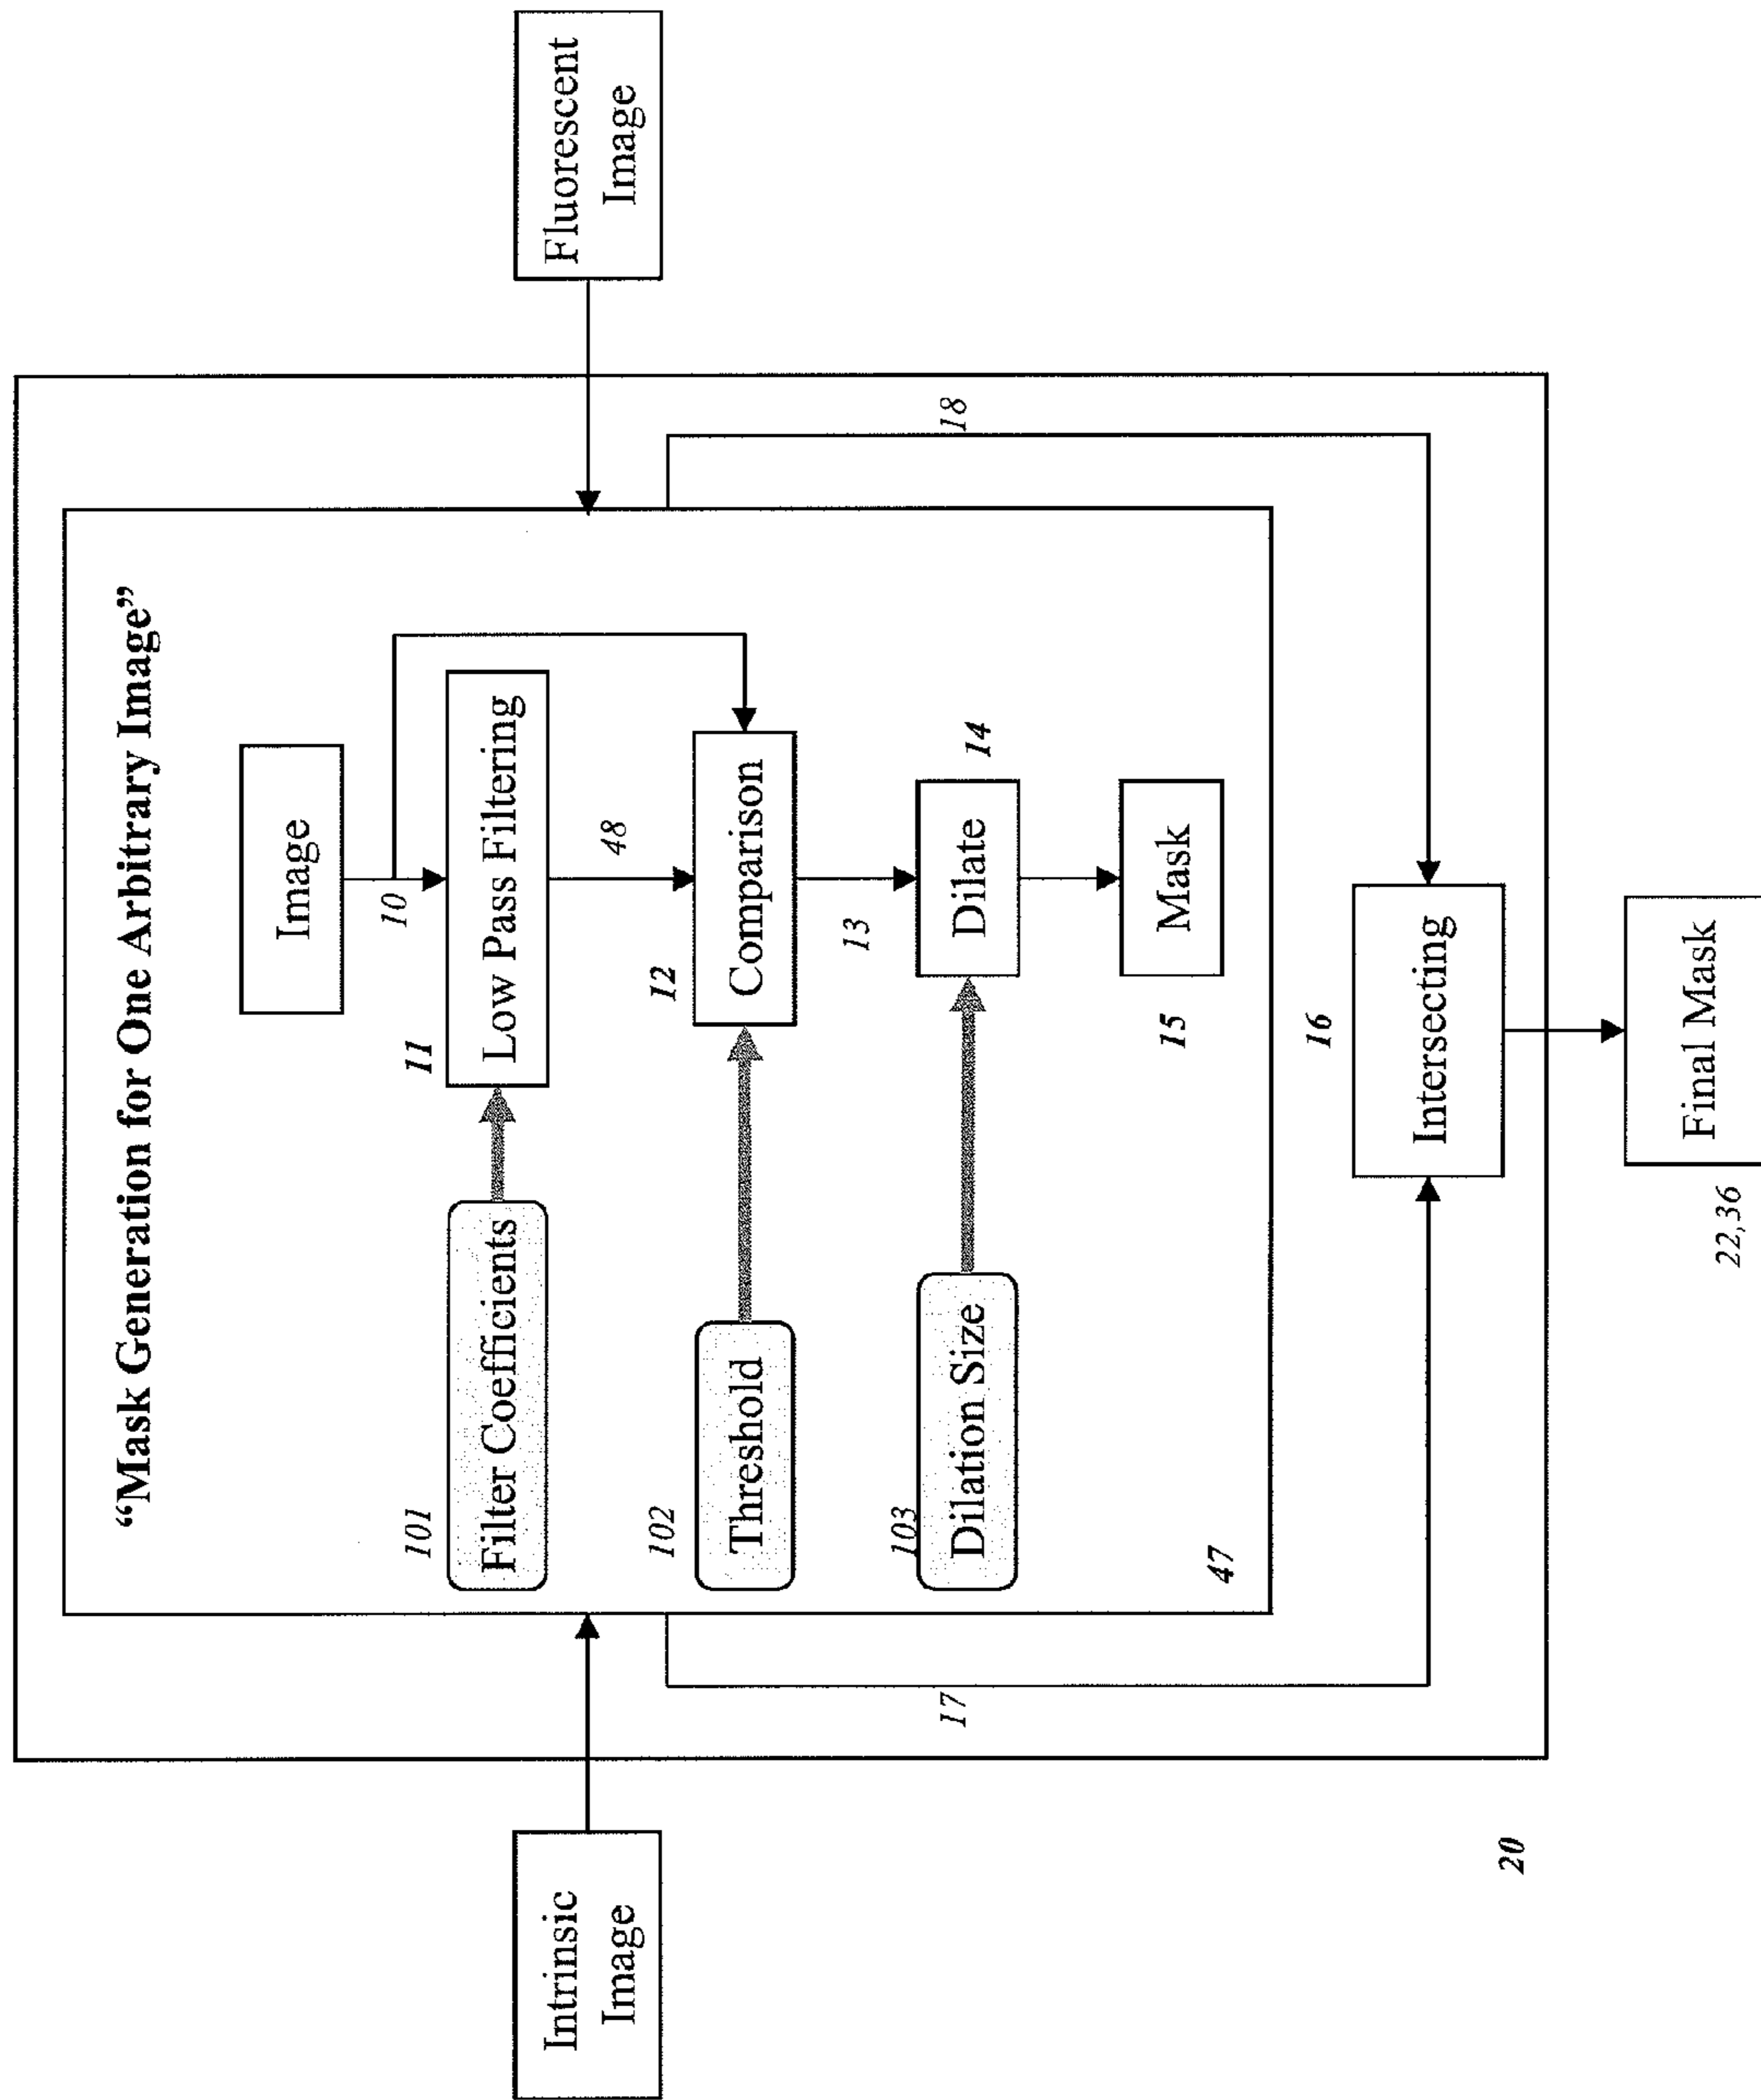 “Mask Generation for One Arbitrary Image”
Image
10
101
Filter Coefficients
11
Low Pass Filtering
48
102
Threshold
12
Comparison
13
103
Dilation Size
Dilate
14
15
Mask
47
Intrinsic
Image
Fluorescent
Image
17
18
16
Intersecting
20
22,36
Final Mask